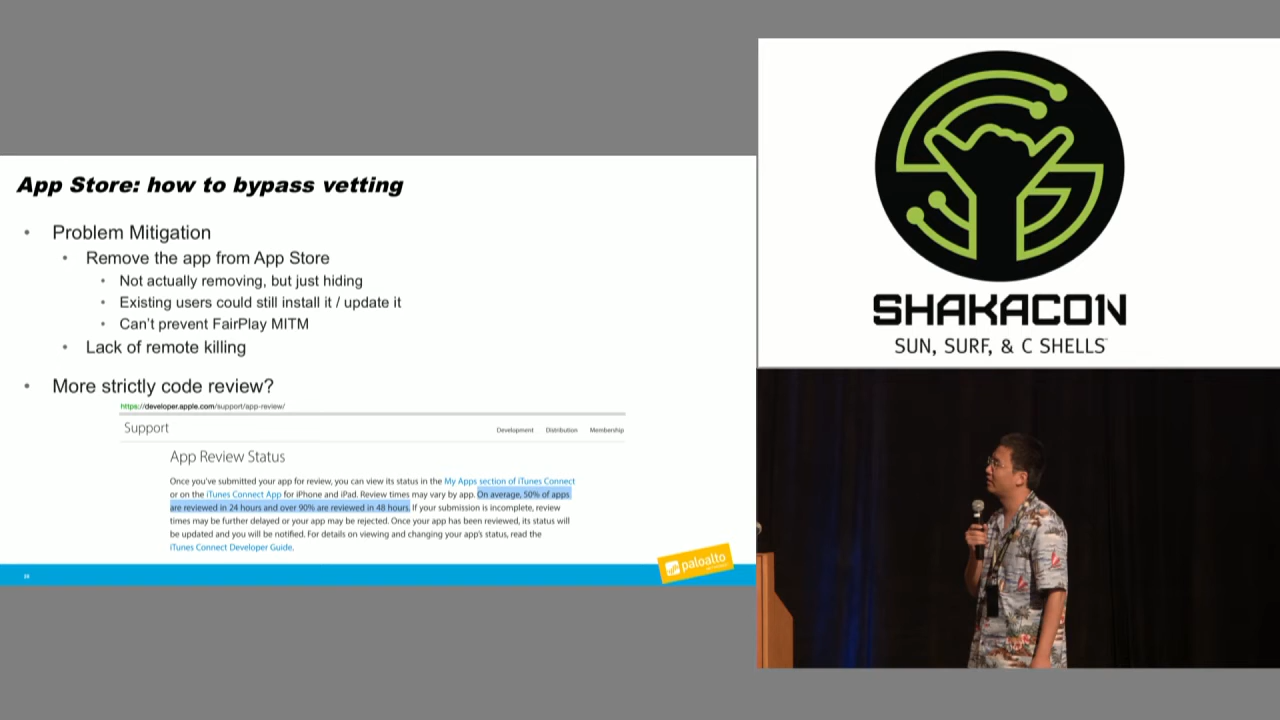 App Store: how to bypass vetting
• Problem Mitigation
• Remove the app from App Store
• Not actually removing, but just hiding
• Existing users could still install it / update it
• Can't prevent FairPlay MITM
• Lack of remote killing
• More strictly code review?
https://developer.apple.com/support/app-review/
Support
Development Distribution Membership
App Review Status
Once you've submitted your app for review, you can view its status in the My Apps section of iTunes Connect
or on the iTunes Connect App for iPhone and iPad. Review times may vary by app. On average, 50% of apps
are reviewed in 24 hours and over 90% are reviewed in 48 hours. If your submission is incomplete, review
times may be further delayed or your app may be rejected. Once your app has been reviewed, its status will
be updated and you will be notified. For details on viewing and changing your app's status, read the
iTunes Connect Developer Guide.
paloalto
SHAKACON
SUN, SURF, & C SHELLS